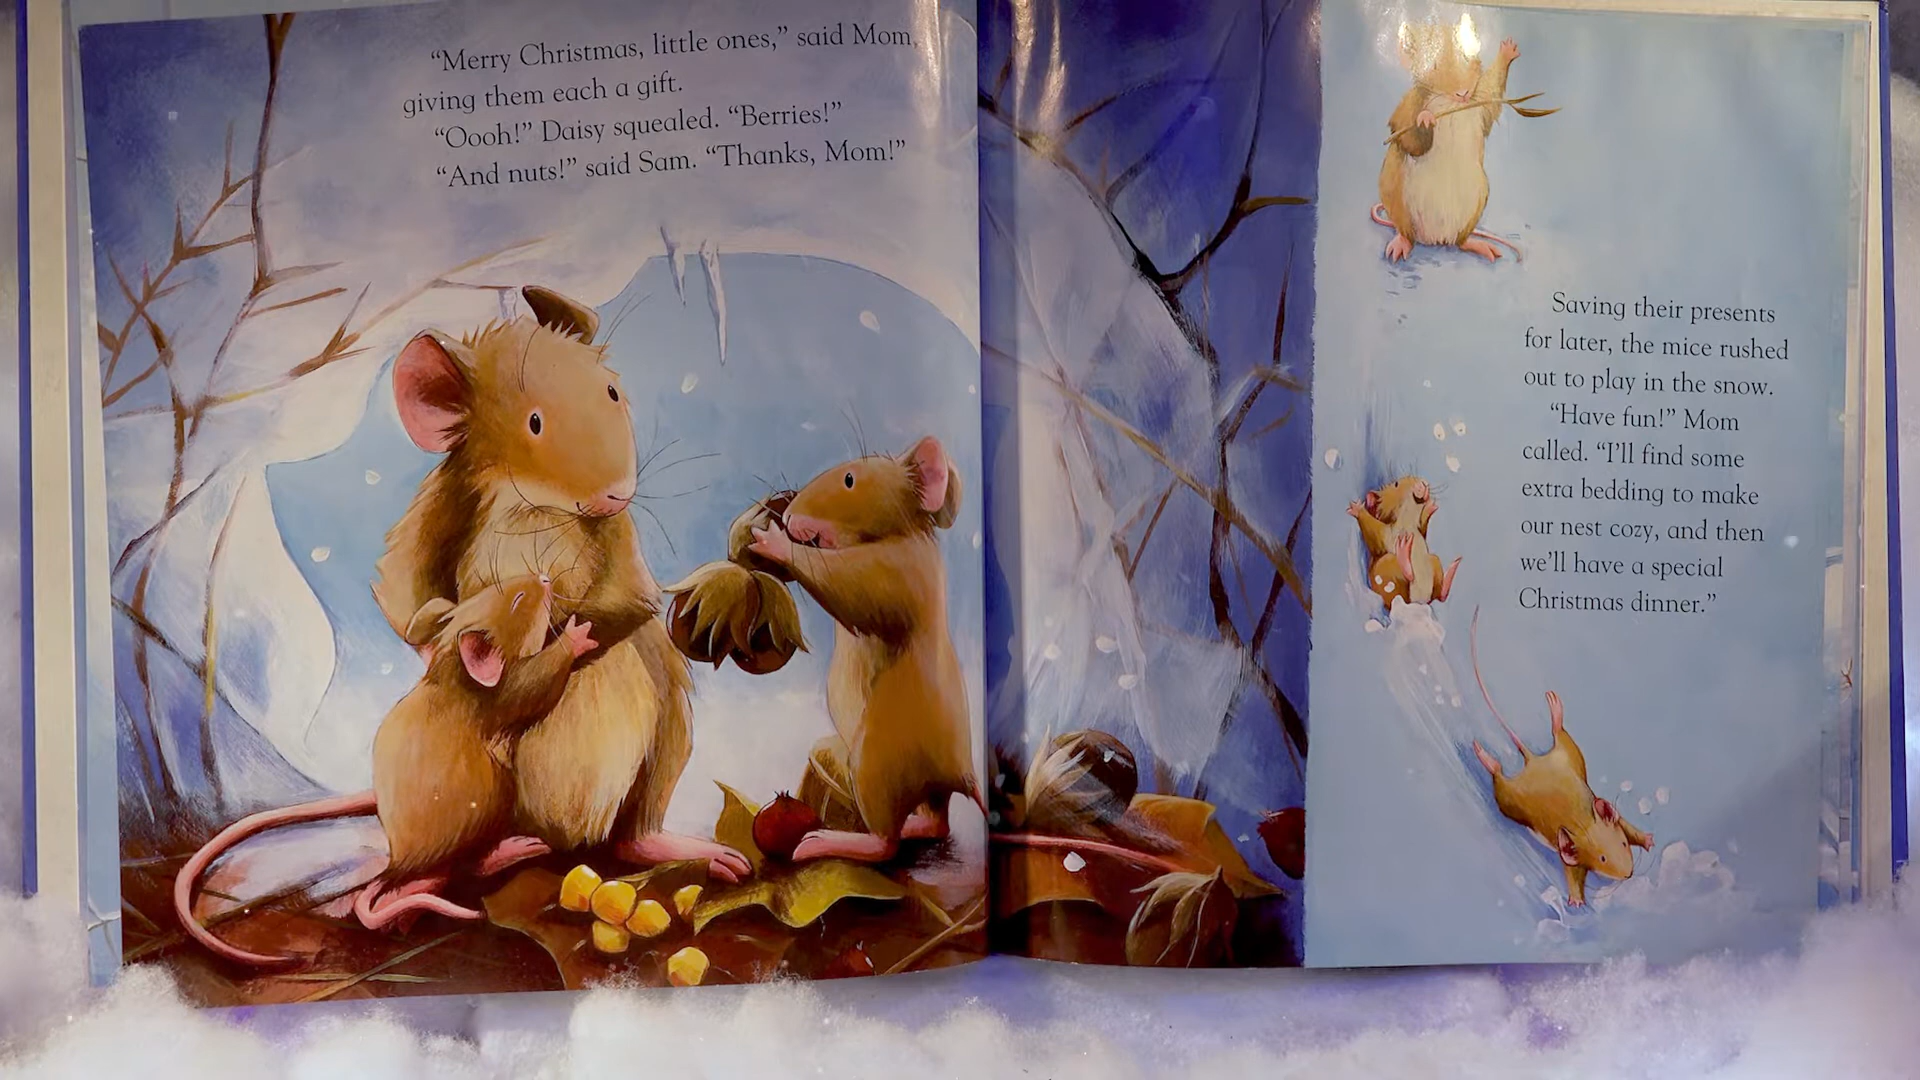 “Merry Christmas, little ones,” said Mom,
giving them each a gift.
“Oooh!” Daisy squealed. “Berries!”
“And nuts!” said Sam. “Thanks, Mom!”
Saving their presents
for later, the mice rushed
out to play in the snow.
“Have fun!” Mom
called. “I’ll find some
extra bedding to make
our nest cozy, and then
we’ll have a special
Christmas dinner.”